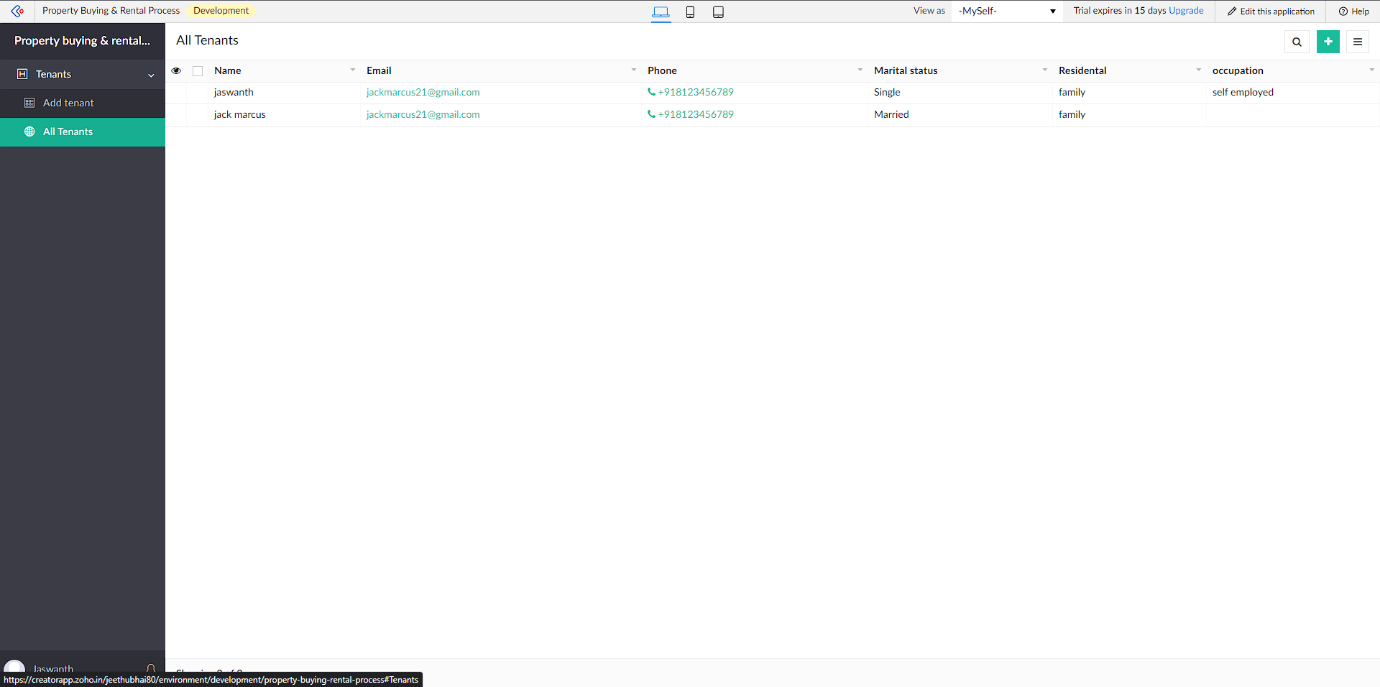 Property Buying & Rental Process Development View as -MySelf- Trial expires in 15 days Upgrade Edit this application Help
Property buying & rental...
Tenants
Add tenant
All Tenants
All Tenants
Name Email Phone Marital status Residental occupation
jaswanth jackmarcus21@gmail.com +918123456789 Single family self employed
jack marcus jackmarcus21@gmail.com +918123456789 Married family
Jaswanth
https://creatorapp.zoho.in/jeethubhai80/environment/development/property-buying-rental-process#Tenants